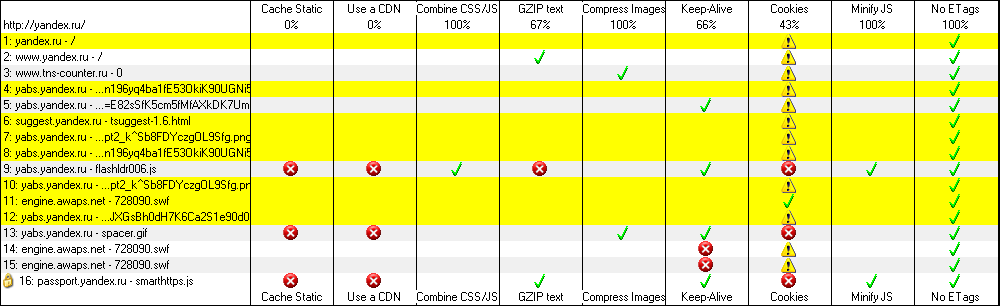 Cache Static Use a CDN Combine CSS/JS GZIP text Compress Images Keep-Alive Cookies Minify JS No ETags
http://yandex.ru/ 0% 0% 100% 67% 100% 66% 43% 100% 100%
1: yandex.ru - /
2: www.yandex.ru - /
3: www.tns-counter.ru - 0
4: yabs.yandex.ru - ...n196yq4ba1fE53OkiK90UGNi5
5: yabs.yandex.ru - ...=E82sSfK5cm5fMfAXkDK7Um
6: suggest.yandex.ru - tsuggest-1.6.html
7: yabs.yandex.ru - ...pt2_k^Sb8FDYczgOL9Sfg.png
8: yabs.yandex.ru - ...n196yq4ba1fE53OkiK90UGNi5
9: yabs.yandex.ru - flashldr006.js
10: yabs.yandex.ru - ...pt2_k^Sb8FDYczgOL9Sfg.pr
11: engine.awaps.net - 728090.swf
12: yabs.yandex.ru - ...JXGsBh0dH7K6Ca2S1e90d0
13: yabs.yandex.ru - spacer.gif
14: engine.awaps.net - 728090.swf
15: engine.awaps.net - 728090.swf
16: passport.yandex.ru - smarthttps.js
Cache Static Use a CDN Combine CSS/JS GZIP text Compress Images Keep-Alive Cookies Minify JS No ETags